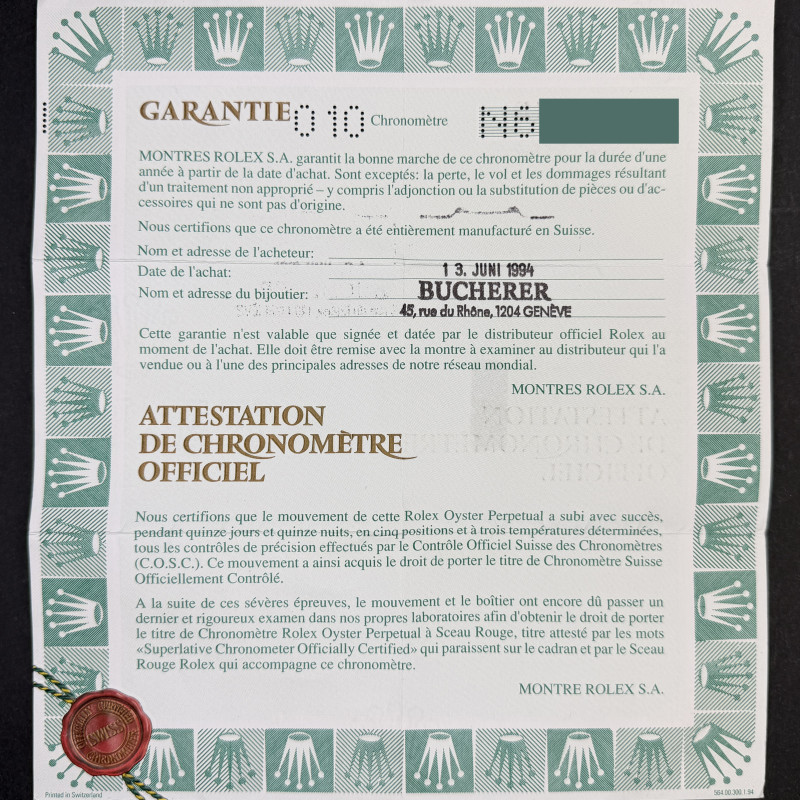 GARANTIE 010 Chronomètre N6
MONTRES ROLEX S.A. garantit la bonne marche de ce chronomètre pour la durée d'une
année à partir de la date d'achat. Sont exceptés: la perte, le vol et les dommages résultant
d'un traitement non approprié – y compris l'adjonction ou la substitution de pièces ou d'ac-
cessoires qui ne sont pas d'origine.
Nous certifions que ce chronomètre a été entièrement manufacturé en Suisse.
Nom et adresse de l'acheteur:
Date de l'achat: 13. JUNI 1994
Nom et adresse du bijoutier: BUCHERER
45, rue du Rhône, 1204 GENÈVE
Cette garantie n'est valable que signée et datée par le distributeur officiel Rolex au
moment de l'achat. Elle doit être remise avec la montre à examiner au distributeur qui l'a
vendue ou à l'une des principales adresses de notre réseau mondial.
MONTRES ROLEX S.A.
ATTESTATION
DE CHRONOMÈTRE
OFFICIEL
Nous certifions que le mouvement de cette Rolex Oyster Perpetual a subi avec succès,
pendant quinze jours et quinze nuits, en cinq positions et à trois températures déterminées,
tous les contrôles de précision effectués par le Contrôle Officiel Suisse des Chronomètres
(C.O.S.C.). Ce mouvement a ainsi acquis le droit de porter le titre de Chronomètre Suisse
Officiellement Contrôlé.
A la suite de ces sévères épreuves, le mouvement et le boîtier ont encore dû passer un
dernier et rigoureux examen dans nos propres laboratoires afin d'obtenir le droit de porter
le titre de Chronomètre Rolex Oyster Perpetual à Sceau Rouge, titre attesté par les mots
«Superlative Chronometer Officially Certified» qui paraissent sur le cadran et par le Sceau
Rouge Rolex qui accompagne ce chronomètre.
MONTRE ROLEX S.A.
SWISS
Printed in Switzerland
564.00.300.1.94